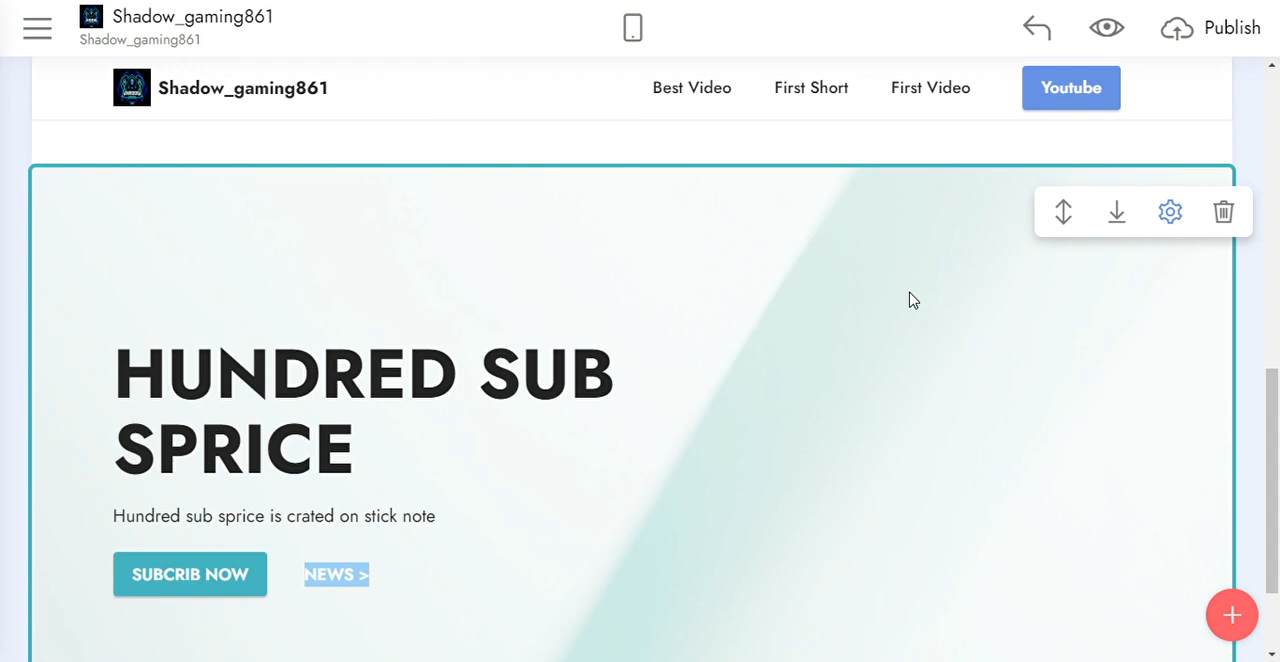 Shadow_gaming861
Shadow_gaming861
Publish
Shadow_gaming861
Best Video
First Short
First Video
Youtube
HUNDRED SUB
SPRICE
Hundred sub sprice is crated on stick note
SUBCRIB NOW
NEWS >